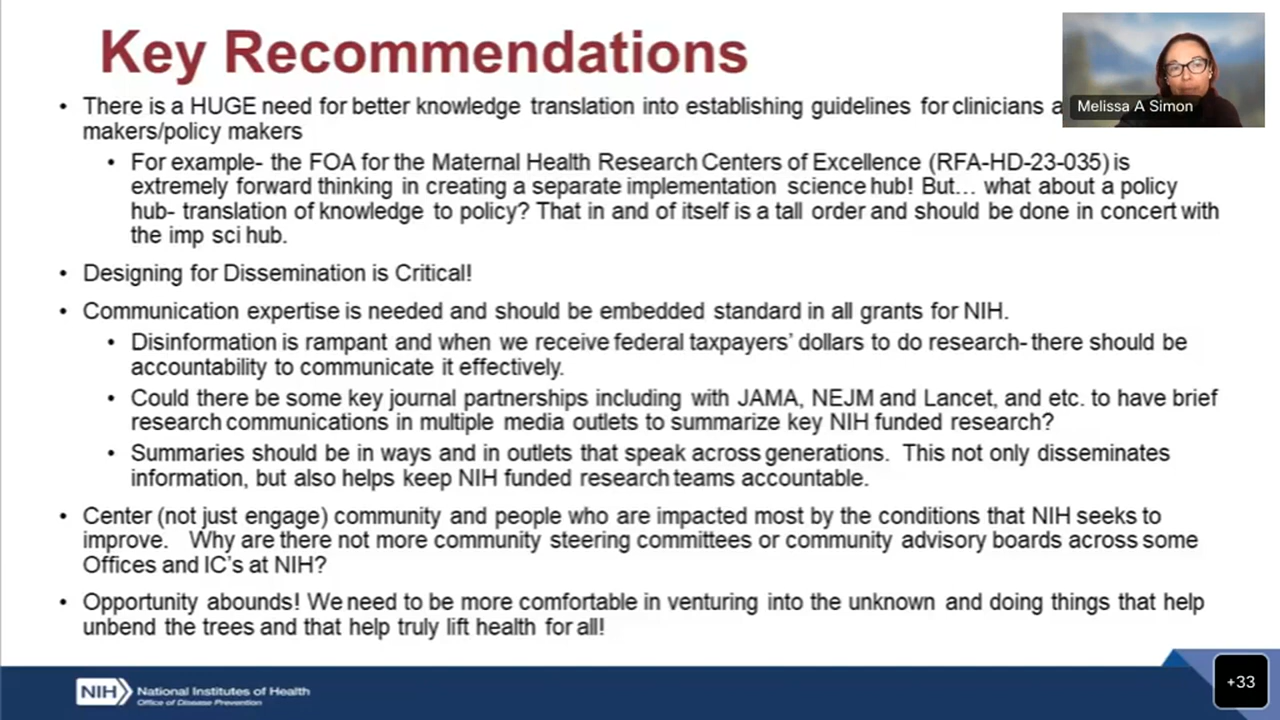 Key Recommendations
Melissa A Simon
• There is a HUGE need for better knowledge translation into establishing guidelines for clinicians
makers/policy makers
• For example- the FOA for the Maternal Health Research Centers of Excellence (RFA-HD-23-035) is
extremely forward thinking in creating a separate implementation science hub! But… what about a policy
hub- translation of knowledge to policy? That in and of itself is a tall order and should be done in concert with
the imp sci hub.
• Designing for Dissemination is Critical!
• Communication expertise is needed and should be embedded standard in all grants for NIH.
• Disinformation is rampant and when we receive federal taxpayers’ dollars to do research- there should be
accountability to communicate it effectively.
• Could there be some key journal partnerships including with JAMA, NEJM and Lancet, and etc. to have brief
research communications in multiple media outlets to summarize key NIH funded research?
• Summaries should be in ways and in outlets that speak across generations. This not only disseminates
information, but also helps keep NIH funded research teams accountable.
• Center (not just engage) community and people who are impacted most by the conditions that NIH seeks to
improve. Why are there not more community steering committees or community advisory boards across some
Offices and IC’s at NIH?
• Opportunity abounds! We need to be more comfortable in venturing into the unknown and doing things that help
unbend the trees and that help truly lift health for all!
NIH National Institutes of Health
Office of Disease Prevention
+33